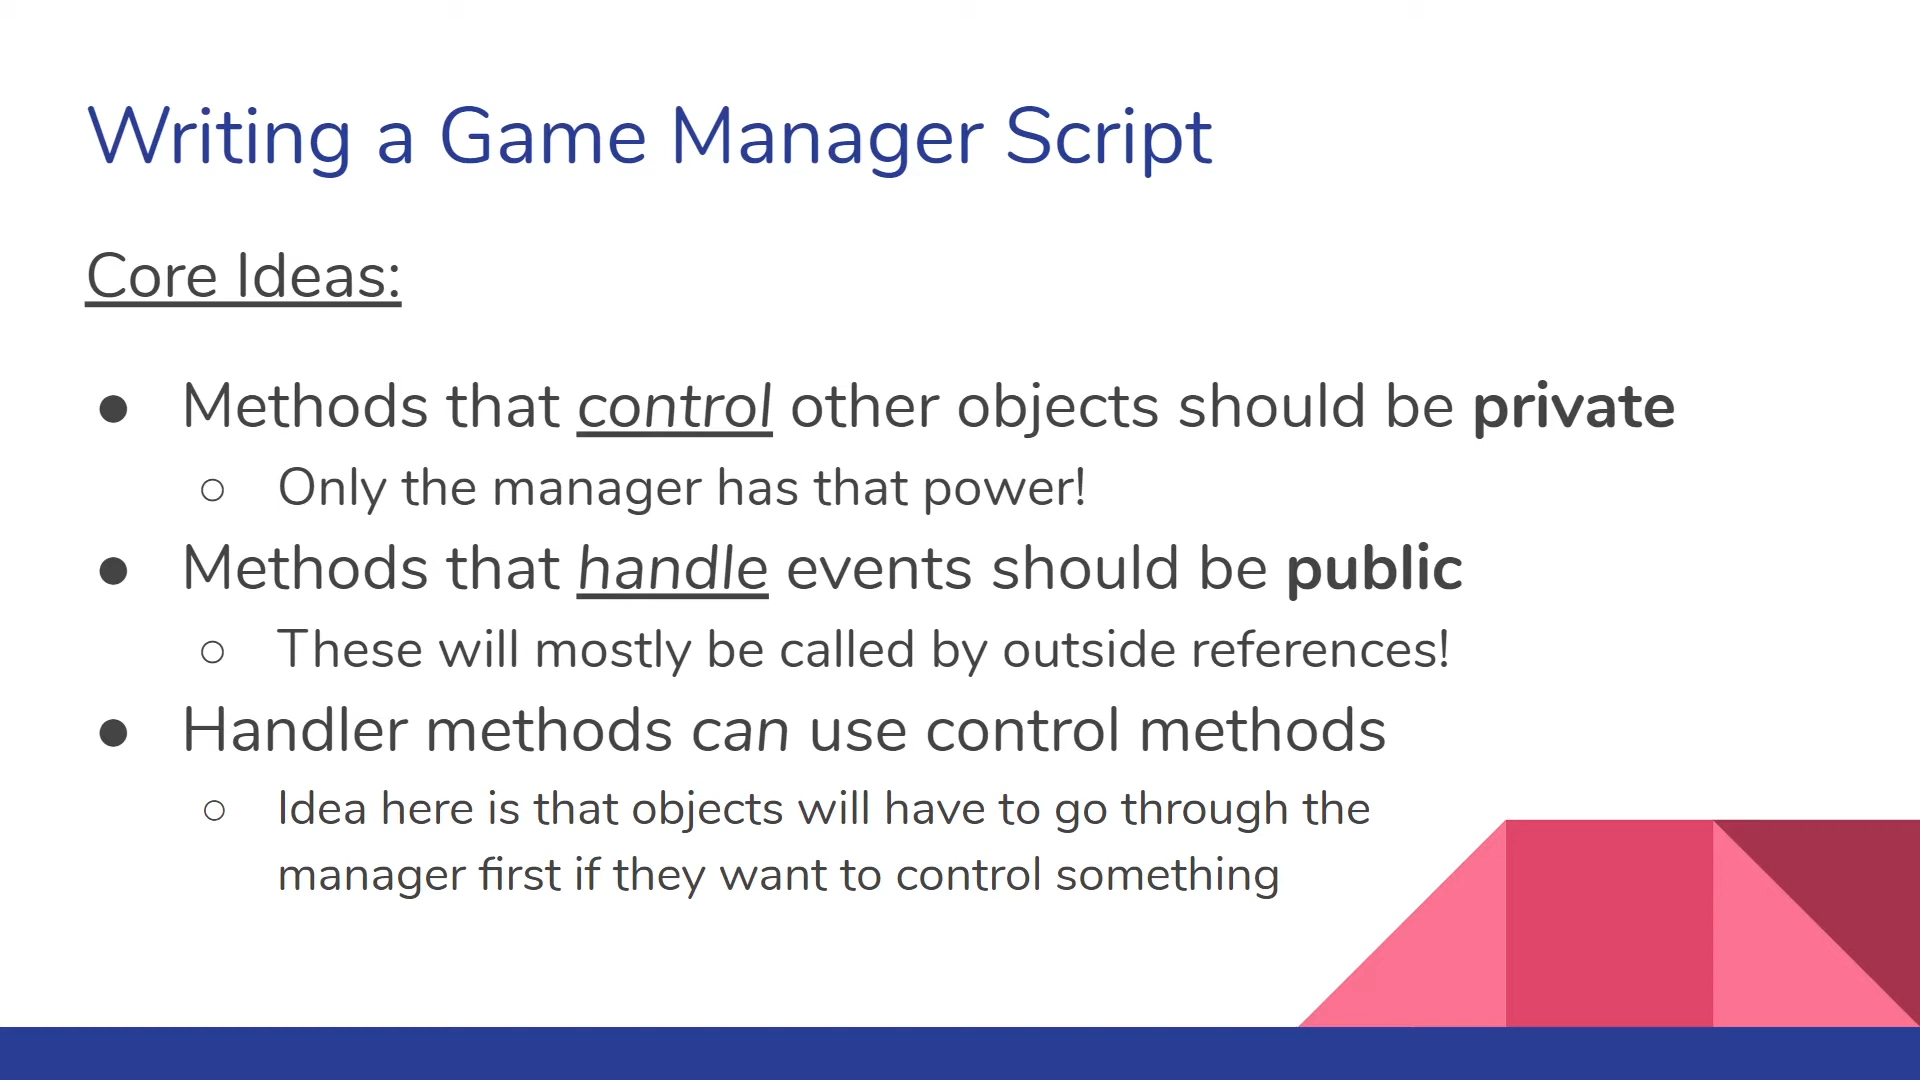 Writing a Game Manager Script
Core Ideas:
● Methods that control other objects should be private
○ Only the manager has that power!
● Methods that handle events should be public
○ These will mostly be called by outside references!
● Handler methods can use control methods
○ Idea here is that objects will have to go through the
manager first if they want to control something